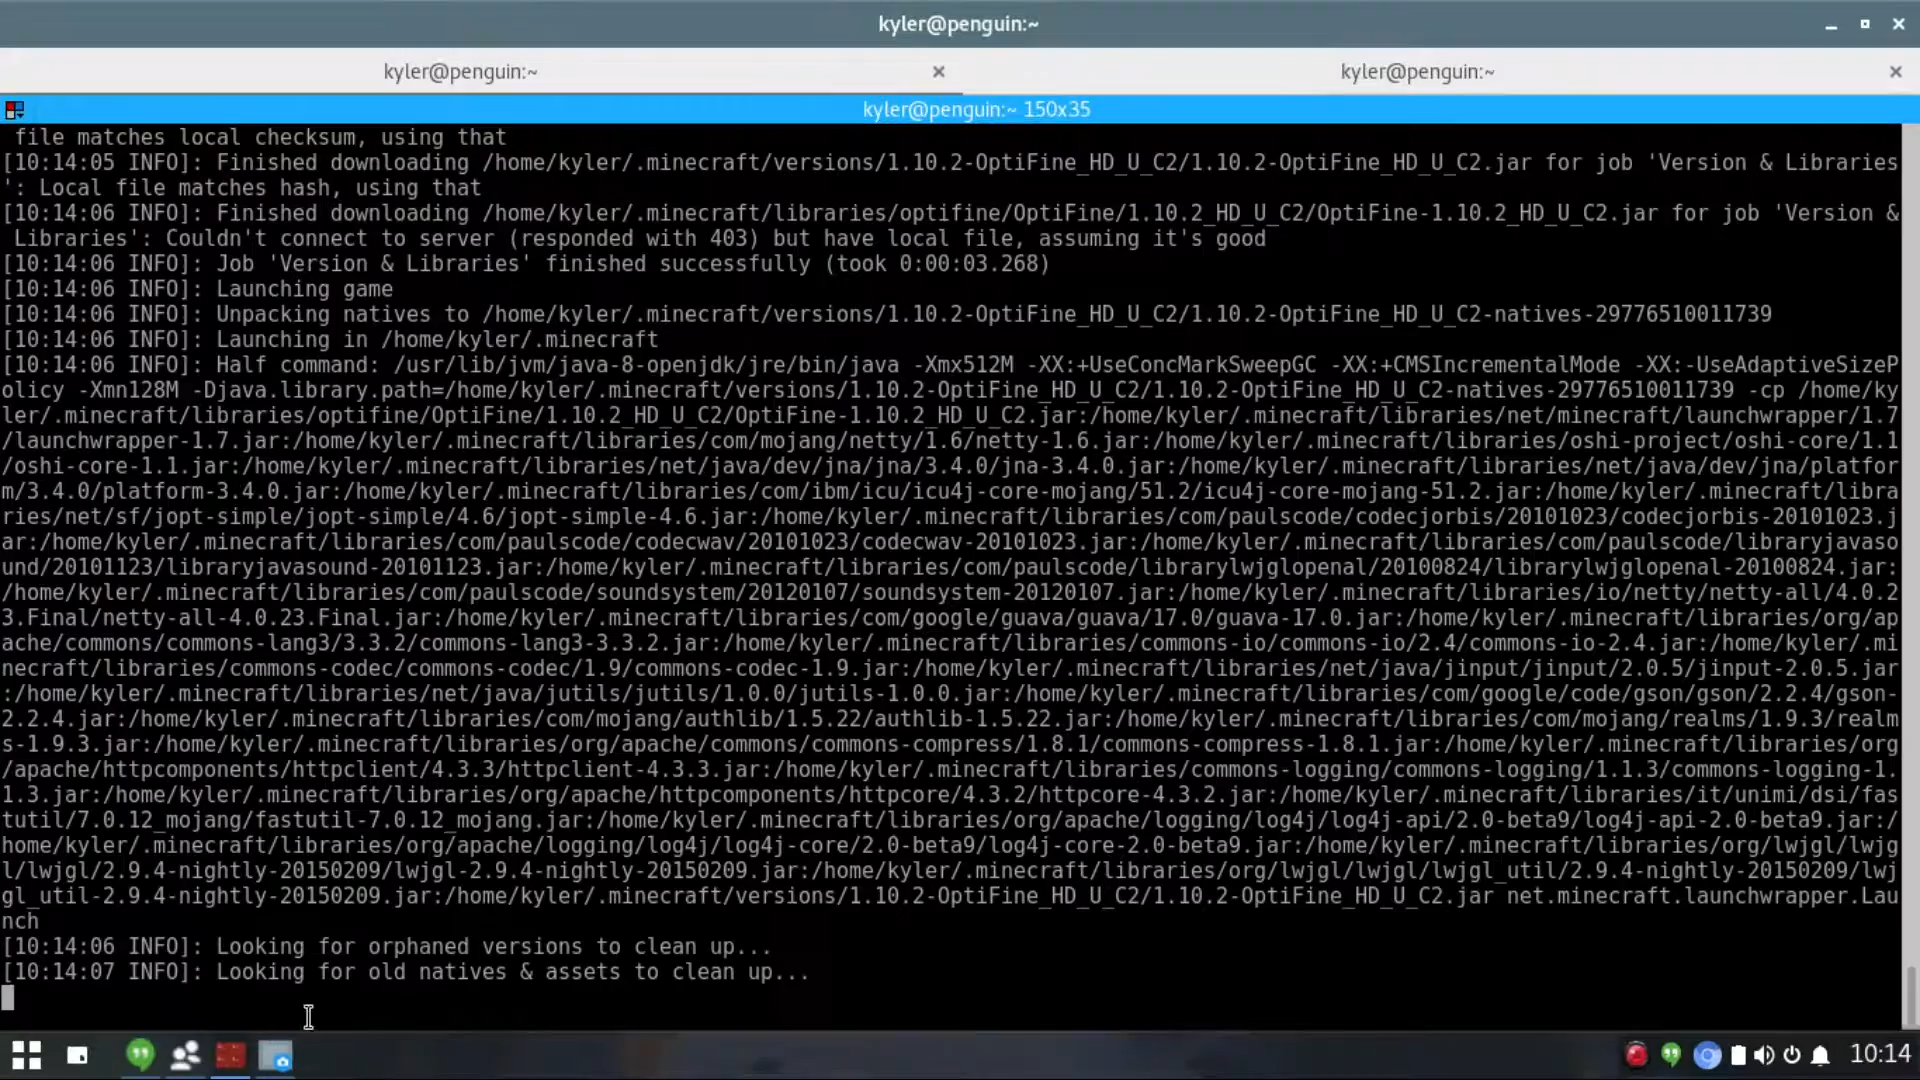 kyler@penguin:~
kyler@penguin:~
kyler@penguin:~
kyler@penguin:~ 150x35
file matches local checksum, using that
[10:14:05 INFO]: Finished downloading /home/kyler/.minecraft/versions/1.10.2-OptiFine_HD_U_C2/1.10.2-OptiFine_HD_U_C2.jar for job 'Version & Libraries
': Local file matches hash, using that
[10:14:06 INFO]: Finished downloading /home/kyler/.minecraft/libraries/optifine/OptiFine/1.10.2_HD_U_C2/OptiFine-1.10.2_HD_U_C2.jar for job 'Version &
Libraries': Couldn't connect to server (responded with 403) but have local file, assuming it's good
[10:14:06 INFO]: Job 'Version & Libraries' finished successfully (took 0:00:03.268)
[10:14:06 INFO]: Launching game
[10:14:06 INFO]: Unpacking natives to /home/kyler/.minecraft/versions/1.10.2-OptiFine_HD_U_C2/1.10.2-OptiFine_HD_U_C2-natives-29776510011739
[10:14:06 INFO]: Launching in /home/kyler/.minecraft
[10:14:06 INFO]: Half command: /usr/lib/jvm/java-8-openjdk/jre/bin/java -Xmx512M -XX:+UseConcMarkSweepGC -XX:+CMSIncrementalMode -XX:-UseAdaptiveSizeP
olicy -Xmn128M -Djava.library.path=/home/kyler/.minecraft/versions/1.10.2-OptiFine_HD_U_C2/1.10.2-OptiFine_HD_U_C2-natives-29776510011739 -cp /home/ky
ler/.minecraft/libraries/optifine/OptiFine/1.10.2_HD_U_C2/OptiFine-1.10.2_HD_U_C2.jar:/home/kyler/.minecraft/libraries/net/minecraft/launchwrapper/1.7
/launchwrapper-1.7.jar:/home/kyler/.minecraft/libraries/com/mojang/netty/1.6/netty-1.6.jar:/home/kyler/.minecraft/libraries/oshi-project/oshi-core/1.1
/oshi-core-1.1.jar:/home/kyler/.minecraft/libraries/net/java/dev/jna/jna/3.4.0/jna-3.4.0.jar:/home/kyler/.minecraft/libraries/net/java/dev/jna/platfor
m/3.4.0/platform-3.4.0.jar:/home/kyler/.minecraft/libraries/com/ibm/icu/icu4j-core-mojang/51.2/icu4j-core-mojang-51.2.jar:/home/kyler/.minecraft/libra
ries/net/sf/jopt-simple/jopt-simple/4.6/jopt-simple-4.6.jar:/home/kyler/.minecraft/libraries/com/paulscode/codecjorbis/20101023/codecjorbis-20101023.j
ar:/home/kyler/.minecraft/libraries/com/paulscode/codecwav/20101023/codecwav-20101023.jar:/home/kyler/.minecraft/libraries/com/paulscode/libraryjavaso
und/20101123/libraryjavasound-20101123.jar:/home/kyler/.minecraft/libraries/com/paulscode/librarylwjglopenal/20100824/librarylwjglopenal-20100824.jar:
/home/kyler/.minecraft/libraries/com/paulscode/soundsystem/20120107/soundsystem-20120107.jar:/home/kyler/.minecraft/libraries/io/netty/netty-all/4.0.2
3.Final/netty-all-4.0.23.Final.jar:/home/kyler/.minecraft/libraries/com/google/guava/guava/17.0/guava-17.0.jar:/home/kyler/.minecraft/libraries/org/ap
ache/commons/commons-lang3/3.3.2/commons-lang3-3.3.2.jar:/home/kyler/.minecraft/libraries/commons-io/commons-io/2.4/commons-io-2.4.jar:/home/kyler/.mi
necraft/libraries/commons-codec/commons-codec/1.9/commons-codec-1.9.jar:/home/kyler/.minecraft/libraries/net/java/jinput/jinput/2.0.5/jinput-2.0.5.jar
:/home/kyler/.minecraft/libraries/net/java/jutils/jutils/1.0.0/jutils-1.0.0.jar:/home/kyler/.minecraft/libraries/com/google/code/gson/gson/2.2.4/gson-
2.2.4.jar:/home/kyler/.minecraft/libraries/com/mojang/authlib/1.5.22/authlib-1.5.22.jar:/home/kyler/.minecraft/libraries/com/mojang/realms/1.9.3/realm
s-1.9.3.jar:/home/kyler/.minecraft/libraries/org/apache/commons/commons-compress/1.8.1/commons-compress-1.8.1.jar:/home/kyler/.minecraft/libraries/org
/apache/httpcomponents/httpclient/4.3.3/httpclient-4.3.3.jar:/home/kyler/.minecraft/libraries/commons-logging/commons-logging/1.1.3/commons-logging-1.
1.3.jar:/home/kyler/.minecraft/libraries/org/apache/httpcomponents/httpcore/4.3.2/httpcore-4.3.2.jar:/home/kyler/.minecraft/libraries/it/unimi/dsi/fas
tutil/7.0.12_mojang/fastutil-7.0.12_mojang.jar:/home/kyler/.minecraft/libraries/org/apache/logging/log4j/log4j-api/2.0-beta9/log4j-api-2.0-beta9.jar:/
home/kyler/.minecraft/libraries/org/apache/logging/log4j/log4j-core/2.0-beta9/log4j-core-2.0-beta9.jar:/home/kyler/.minecraft/libraries/org/lwjgl/lwjg
l/lwjgl/2.9.4-nightly-20150209/lwjgl-2.9.4-nightly-20150209.jar:/home/kyler/.minecraft/libraries/org/lwjgl/lwjgl/lwjgl_util/2.9.4-nightly-20150209/lwj
gl_util-2.9.4-nightly-20150209.jar:/home/kyler/.minecraft/versions/1.10.2-OptiFine_HD_U_C2/1.10.2-OptiFine_HD_U_C2.jar net.minecraft.launchwrapper.Lau
nch
[10:14:06 INFO]: Looking for orphaned versions to clean up...
[10:14:07 INFO]: Looking for old natives & assets to clean up...
10:14